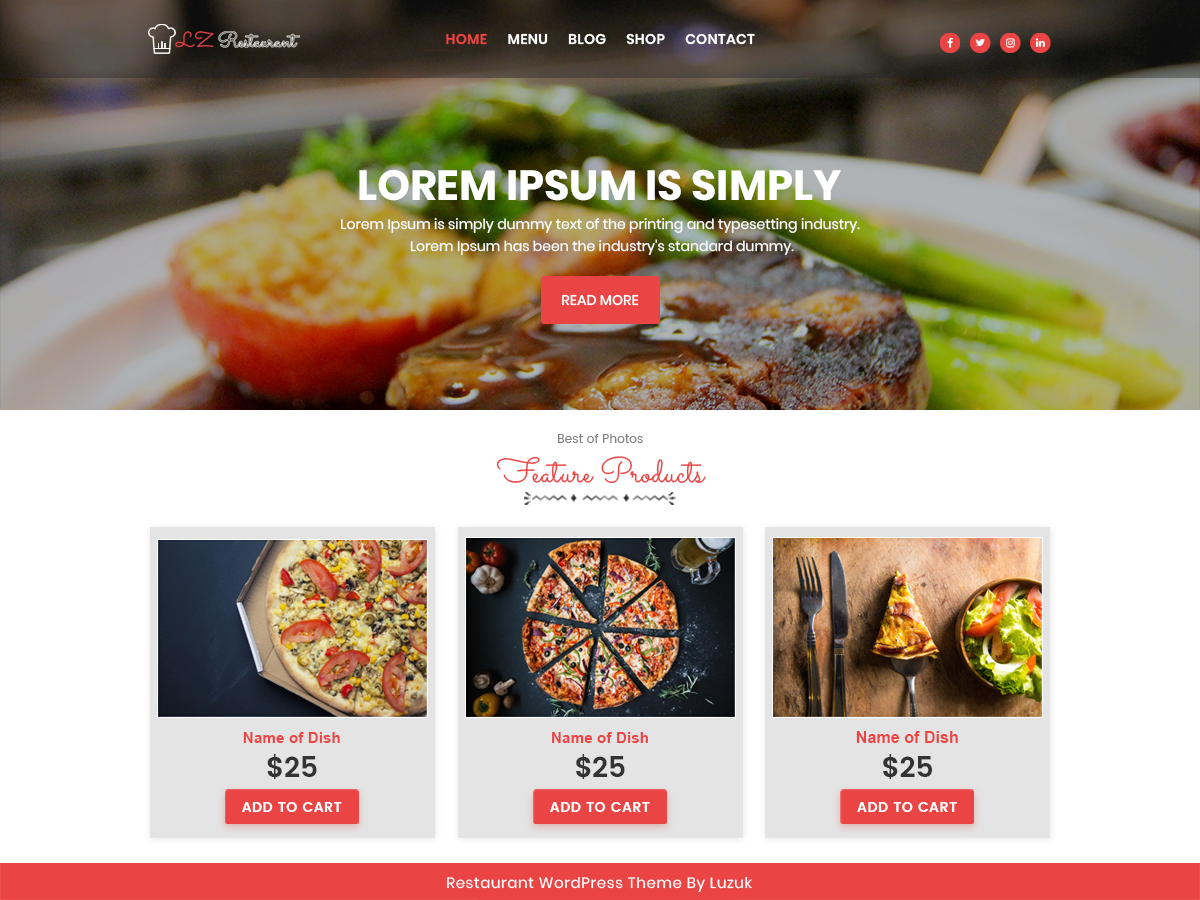 LZ Restaurant
HOME MENU BLOG SHOP CONTACT
LOREM IPSUM IS SIMPLY
Lorem Ipsum is simply dummy text of the printing and typesetting industry.
Lorem Ipsum has been the industry's standard dummy.
READ MORE
Best of Photos
Feature Products
Name of Dish
$25
ADD TO CART
Name of Dish
$25
ADD TO CART
Name of Dish
$25
ADD TO CART
Restaurant WordPress Theme By Luzuk